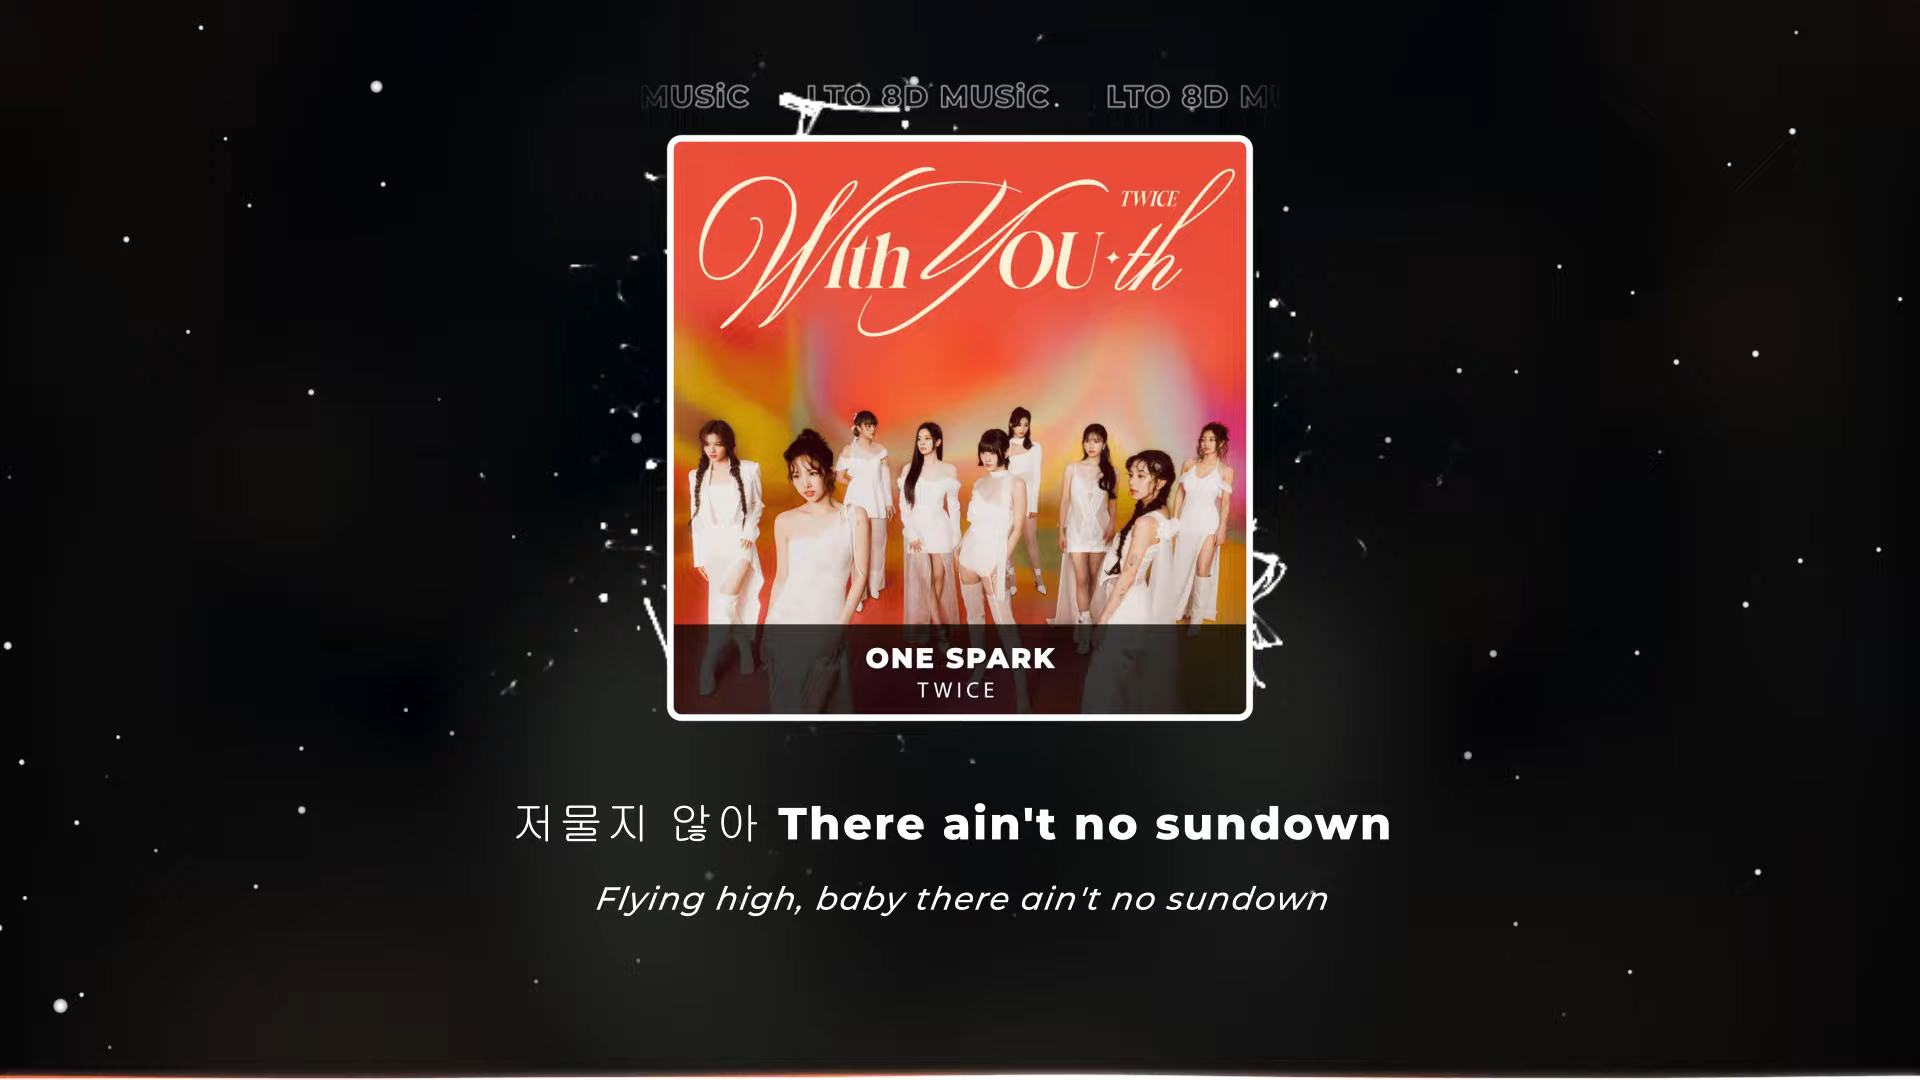 MUSiC LTO 8D MUSiC. LTO 8D
TWICE
With YOU-th
ONE SPARK
TWICE
저물지 않아 There ain't no sundown
Flying high, baby there ain't no sundown